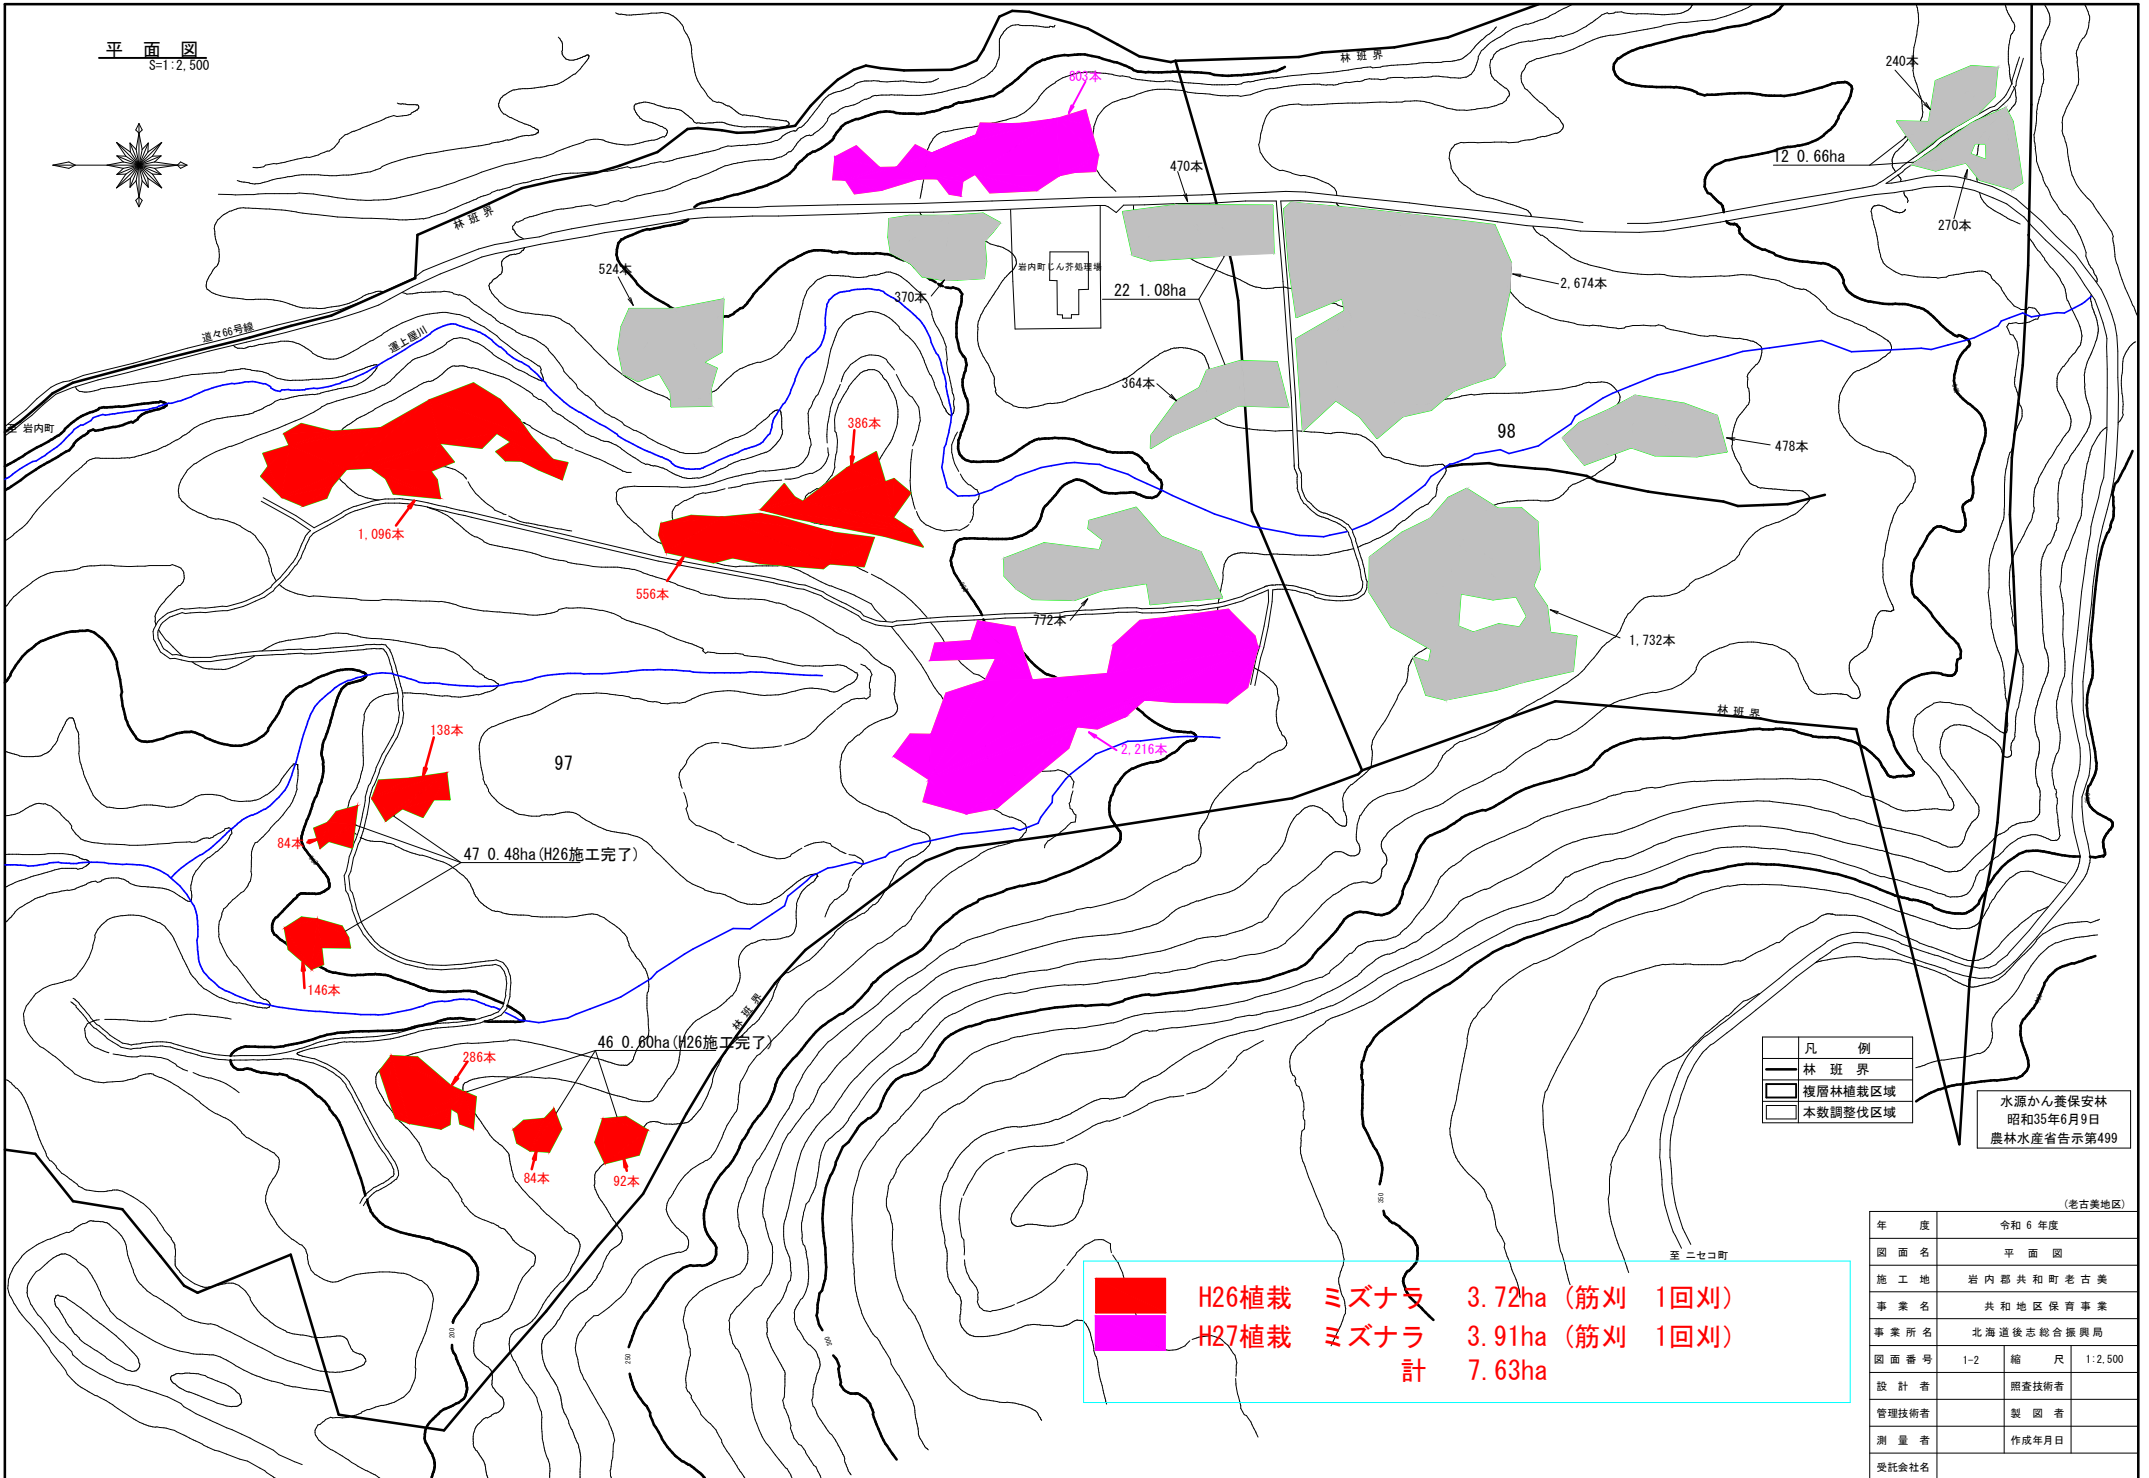 平 面 図
S=1:2,500
林 班 界
803本
240本
12 0.66ha
470本
270本
林 班 界
524本
岩内町じん芥処理場
370本
22 1.08ha
2,674本
道々66号線
運上屋川
364本
至 岩内町
386本
98
478本
1,096本
556本
772本
1,732本
林 班 界
138本
2,216本
97
84本
47 0.48ha(H26施工完了)
146本
林 班 界
46 0.60ha(H26施工完了)
286本
84本
92本
凡 例
林 班 界
複層林植栽区域
本数調整伐区域
水源かん養保安林
昭和35年6月9日
農林水産省告示第499
350
至 ニセコ町
200
250
300
H26植栽 ミズナラ 3.72ha (筋刈 1回刈)
H27植栽 ミズナラ 3.91ha (筋刈 1回刈)
計 7.63ha
(老古美地区)
年 度 令和 6 年度
図 面 名 平 面 図
施 工 地 岩 内 郡 共 和 町 老 古 美
事 業 名 共 和 地 区 保 育 事 業
事 業 所 名 北 海 道 後 志 総 合 振 興 局
図 面 番 号 1-2 縮 尺 1:2,500
設 計 者 照査技術者
管理技術者 製 図 者
測 量 者 作成年月日
受託会社名